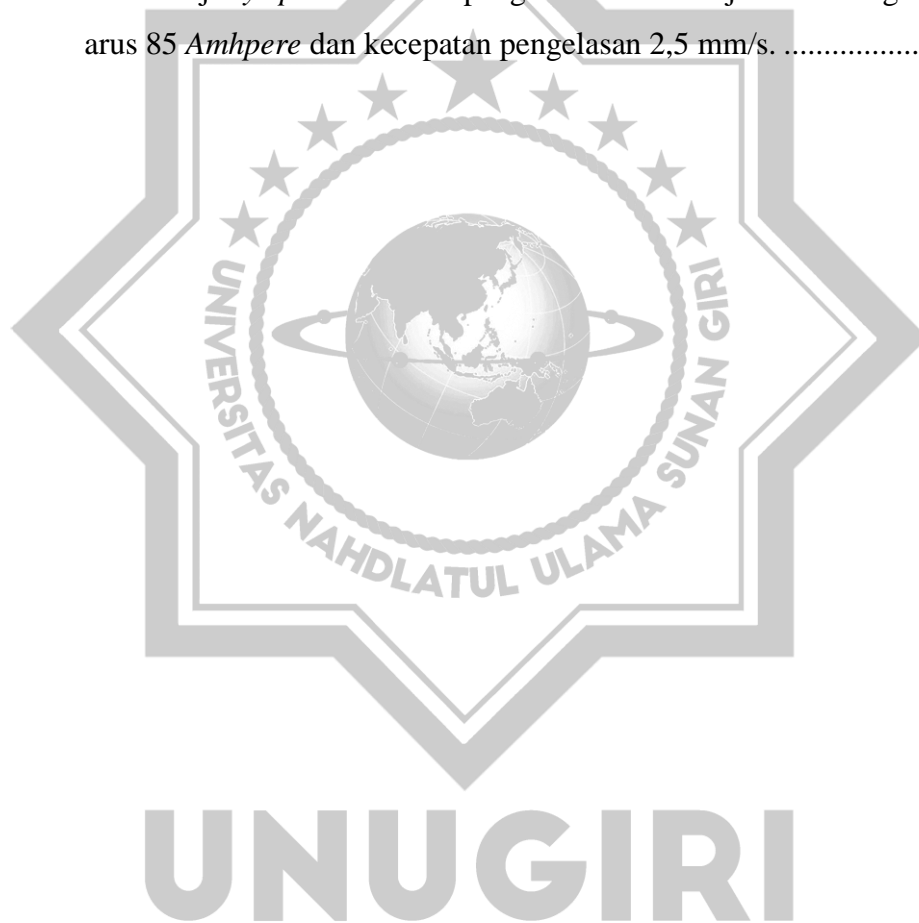 arus 85 Amhpere dan kecepatan pengelasan 2,5 mm/s. .................
UNIVERSITAS NAHDLATUL ULAMA SUNAN GIRI
UNUGIRI